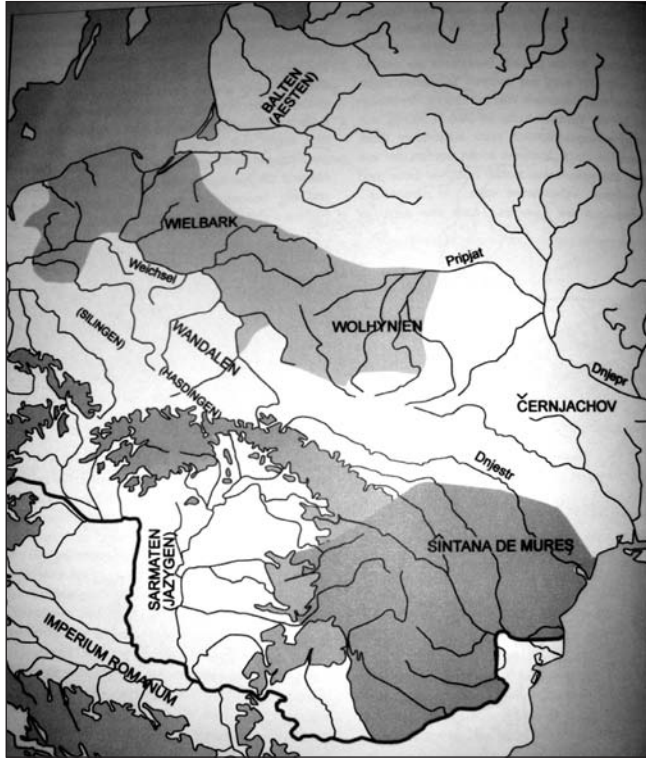 BALTEN
(AESTEN)
WIELBARK
Weichsel
Pripjat
(SILINGEN)
WANDALEN
WOLHYNIEN
(HASDINGEN)
Dnjepr
ČERNJACHOV
Dnjestr
SÎNTANA DE MUREŞ
SARMATEN
(JAZYGEN)
IMPERIUM ROMANUM